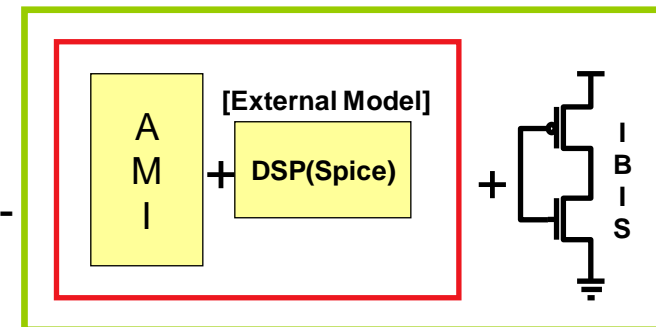 A
M
I
+
[External Model]
DSP(Spice)
+
I
B
I
S
-